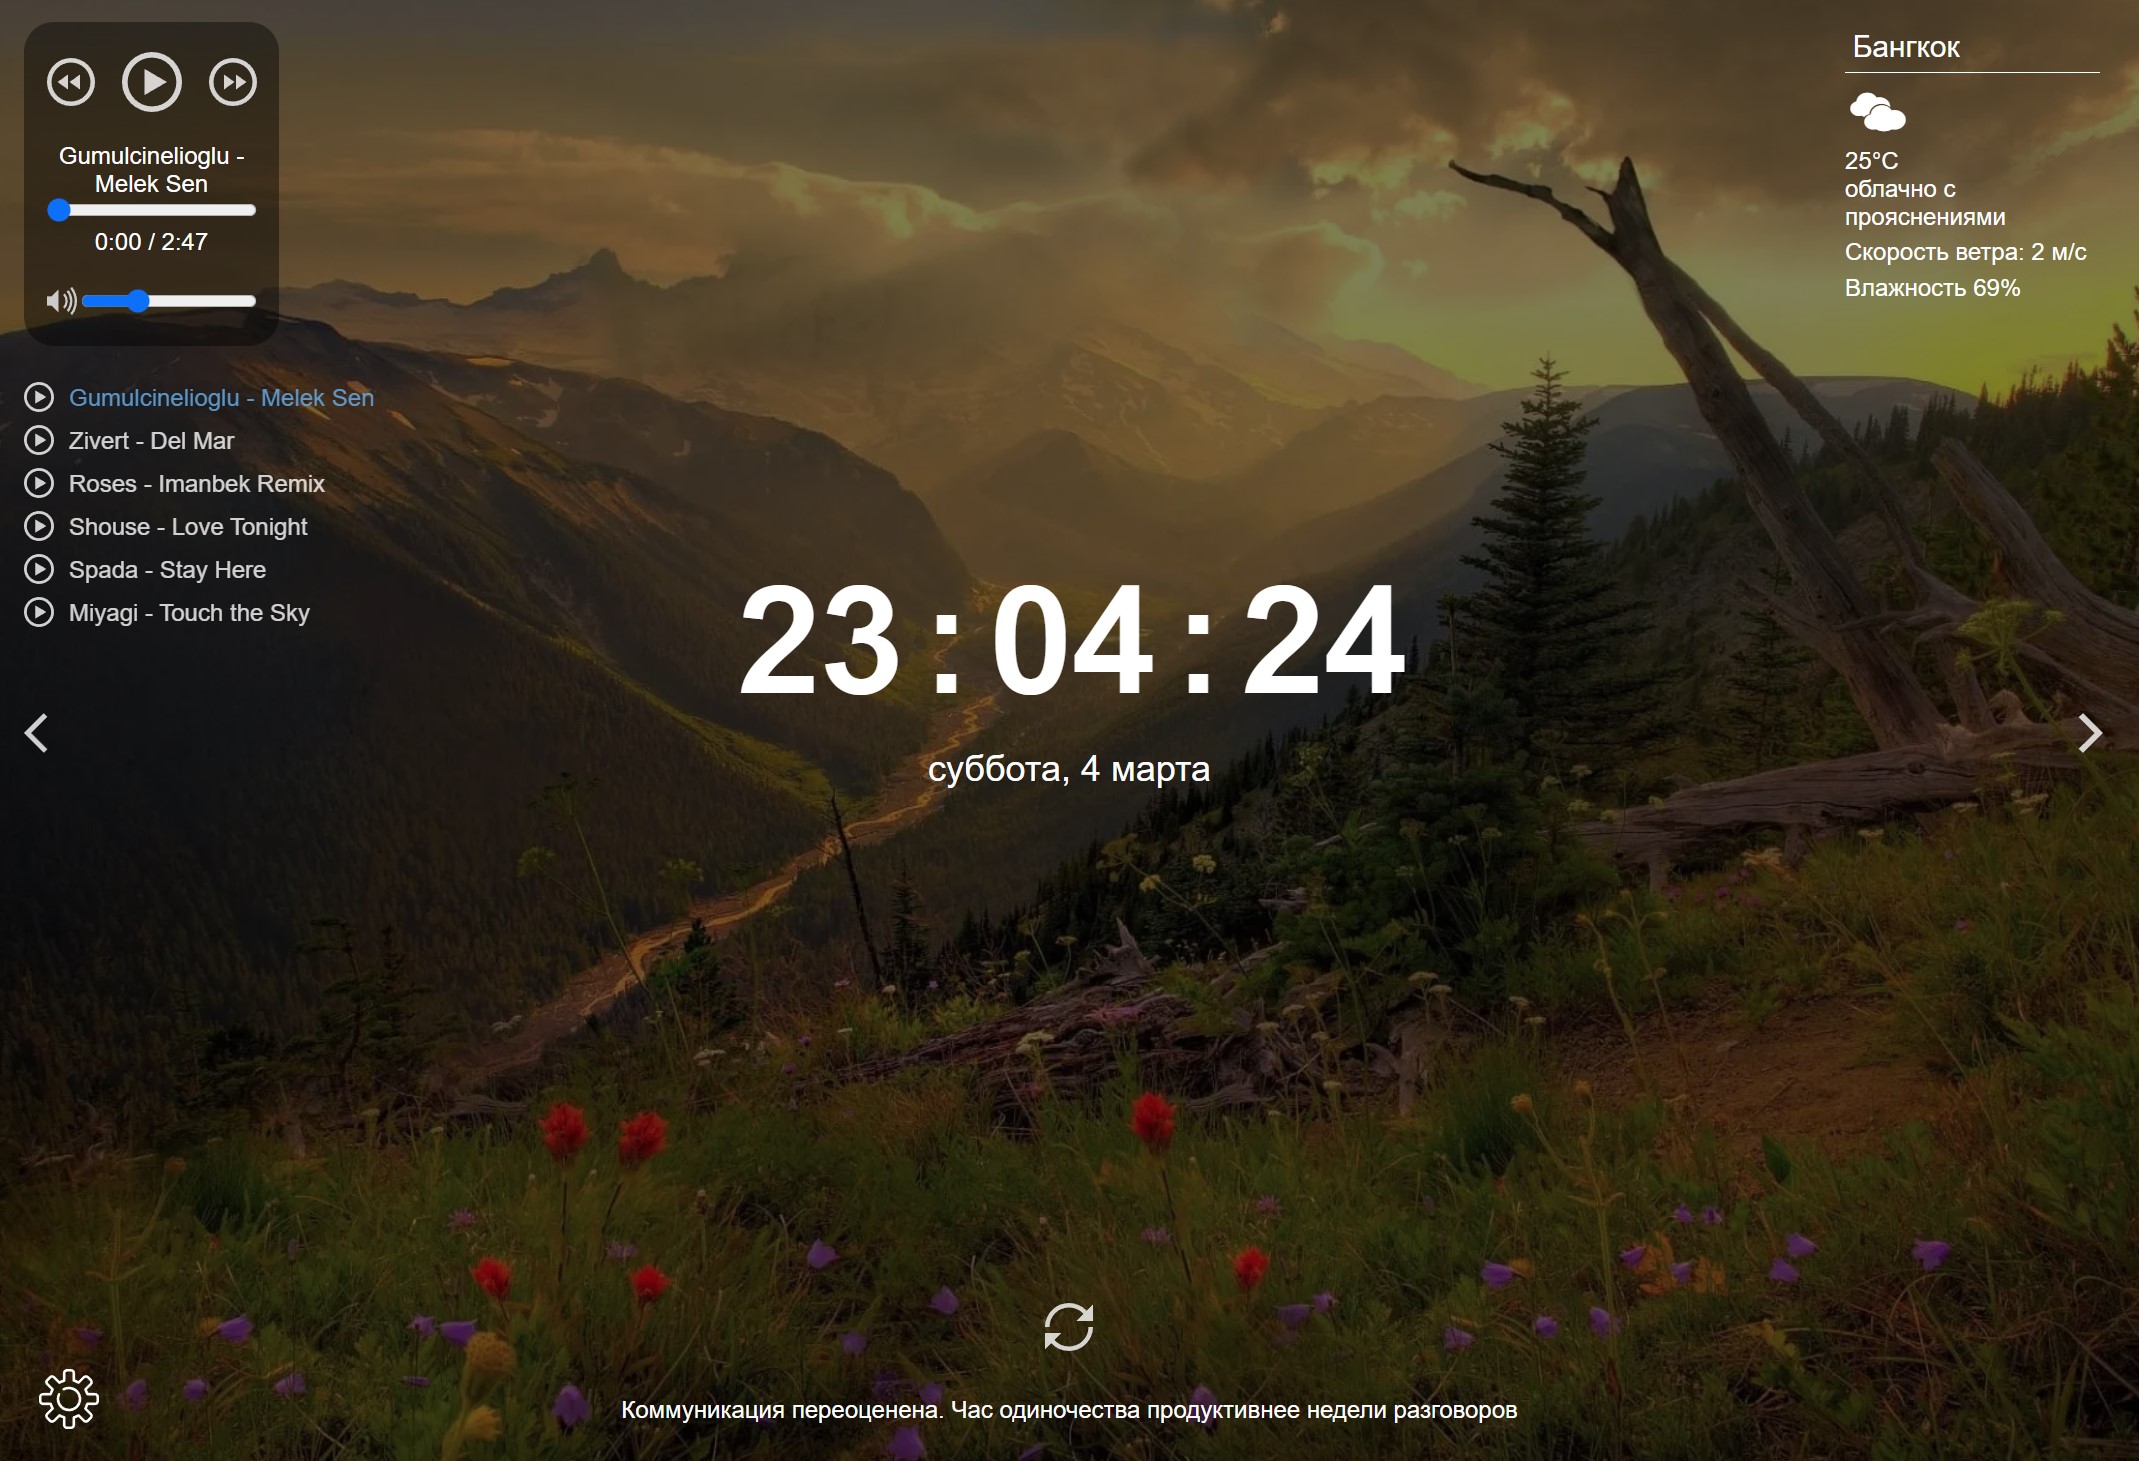 Gumulcinelioglu -
Melek Sen
0:00 / 2:47
Gumulcinelioglu - Melek Sen
Zivert - Del Mar
Roses - Imanbek Remix
Shouse - Love Tonight
Spada - Stay Here
Miyagi - Touch the Sky
Бангкок
25°C
облачно с
прояснениями
Скорость ветра: 2 м/с
Влажность 69%
23:04:24
суббота, 4 марта
Коммуникация переоценена. Час одиночества продуктивнее недели разговоров